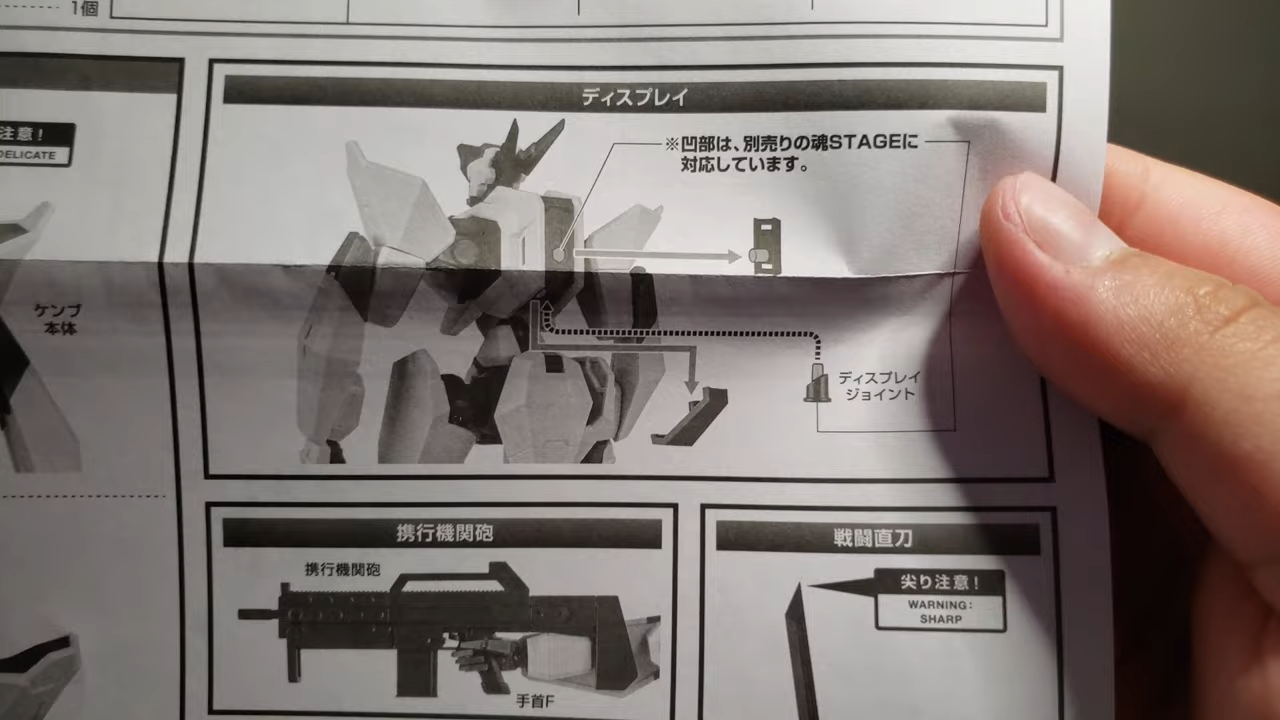 1個
ディスプレイ
注意！
DELICATE
※凹部は、別売りの魂STAGEに
対応しています。
ケンブ
本体
ディスプレイ
ジョイント
携行機関砲
戦闘直刀
携行機関砲
尖り注意！
WARNING:
SHARP
手首F